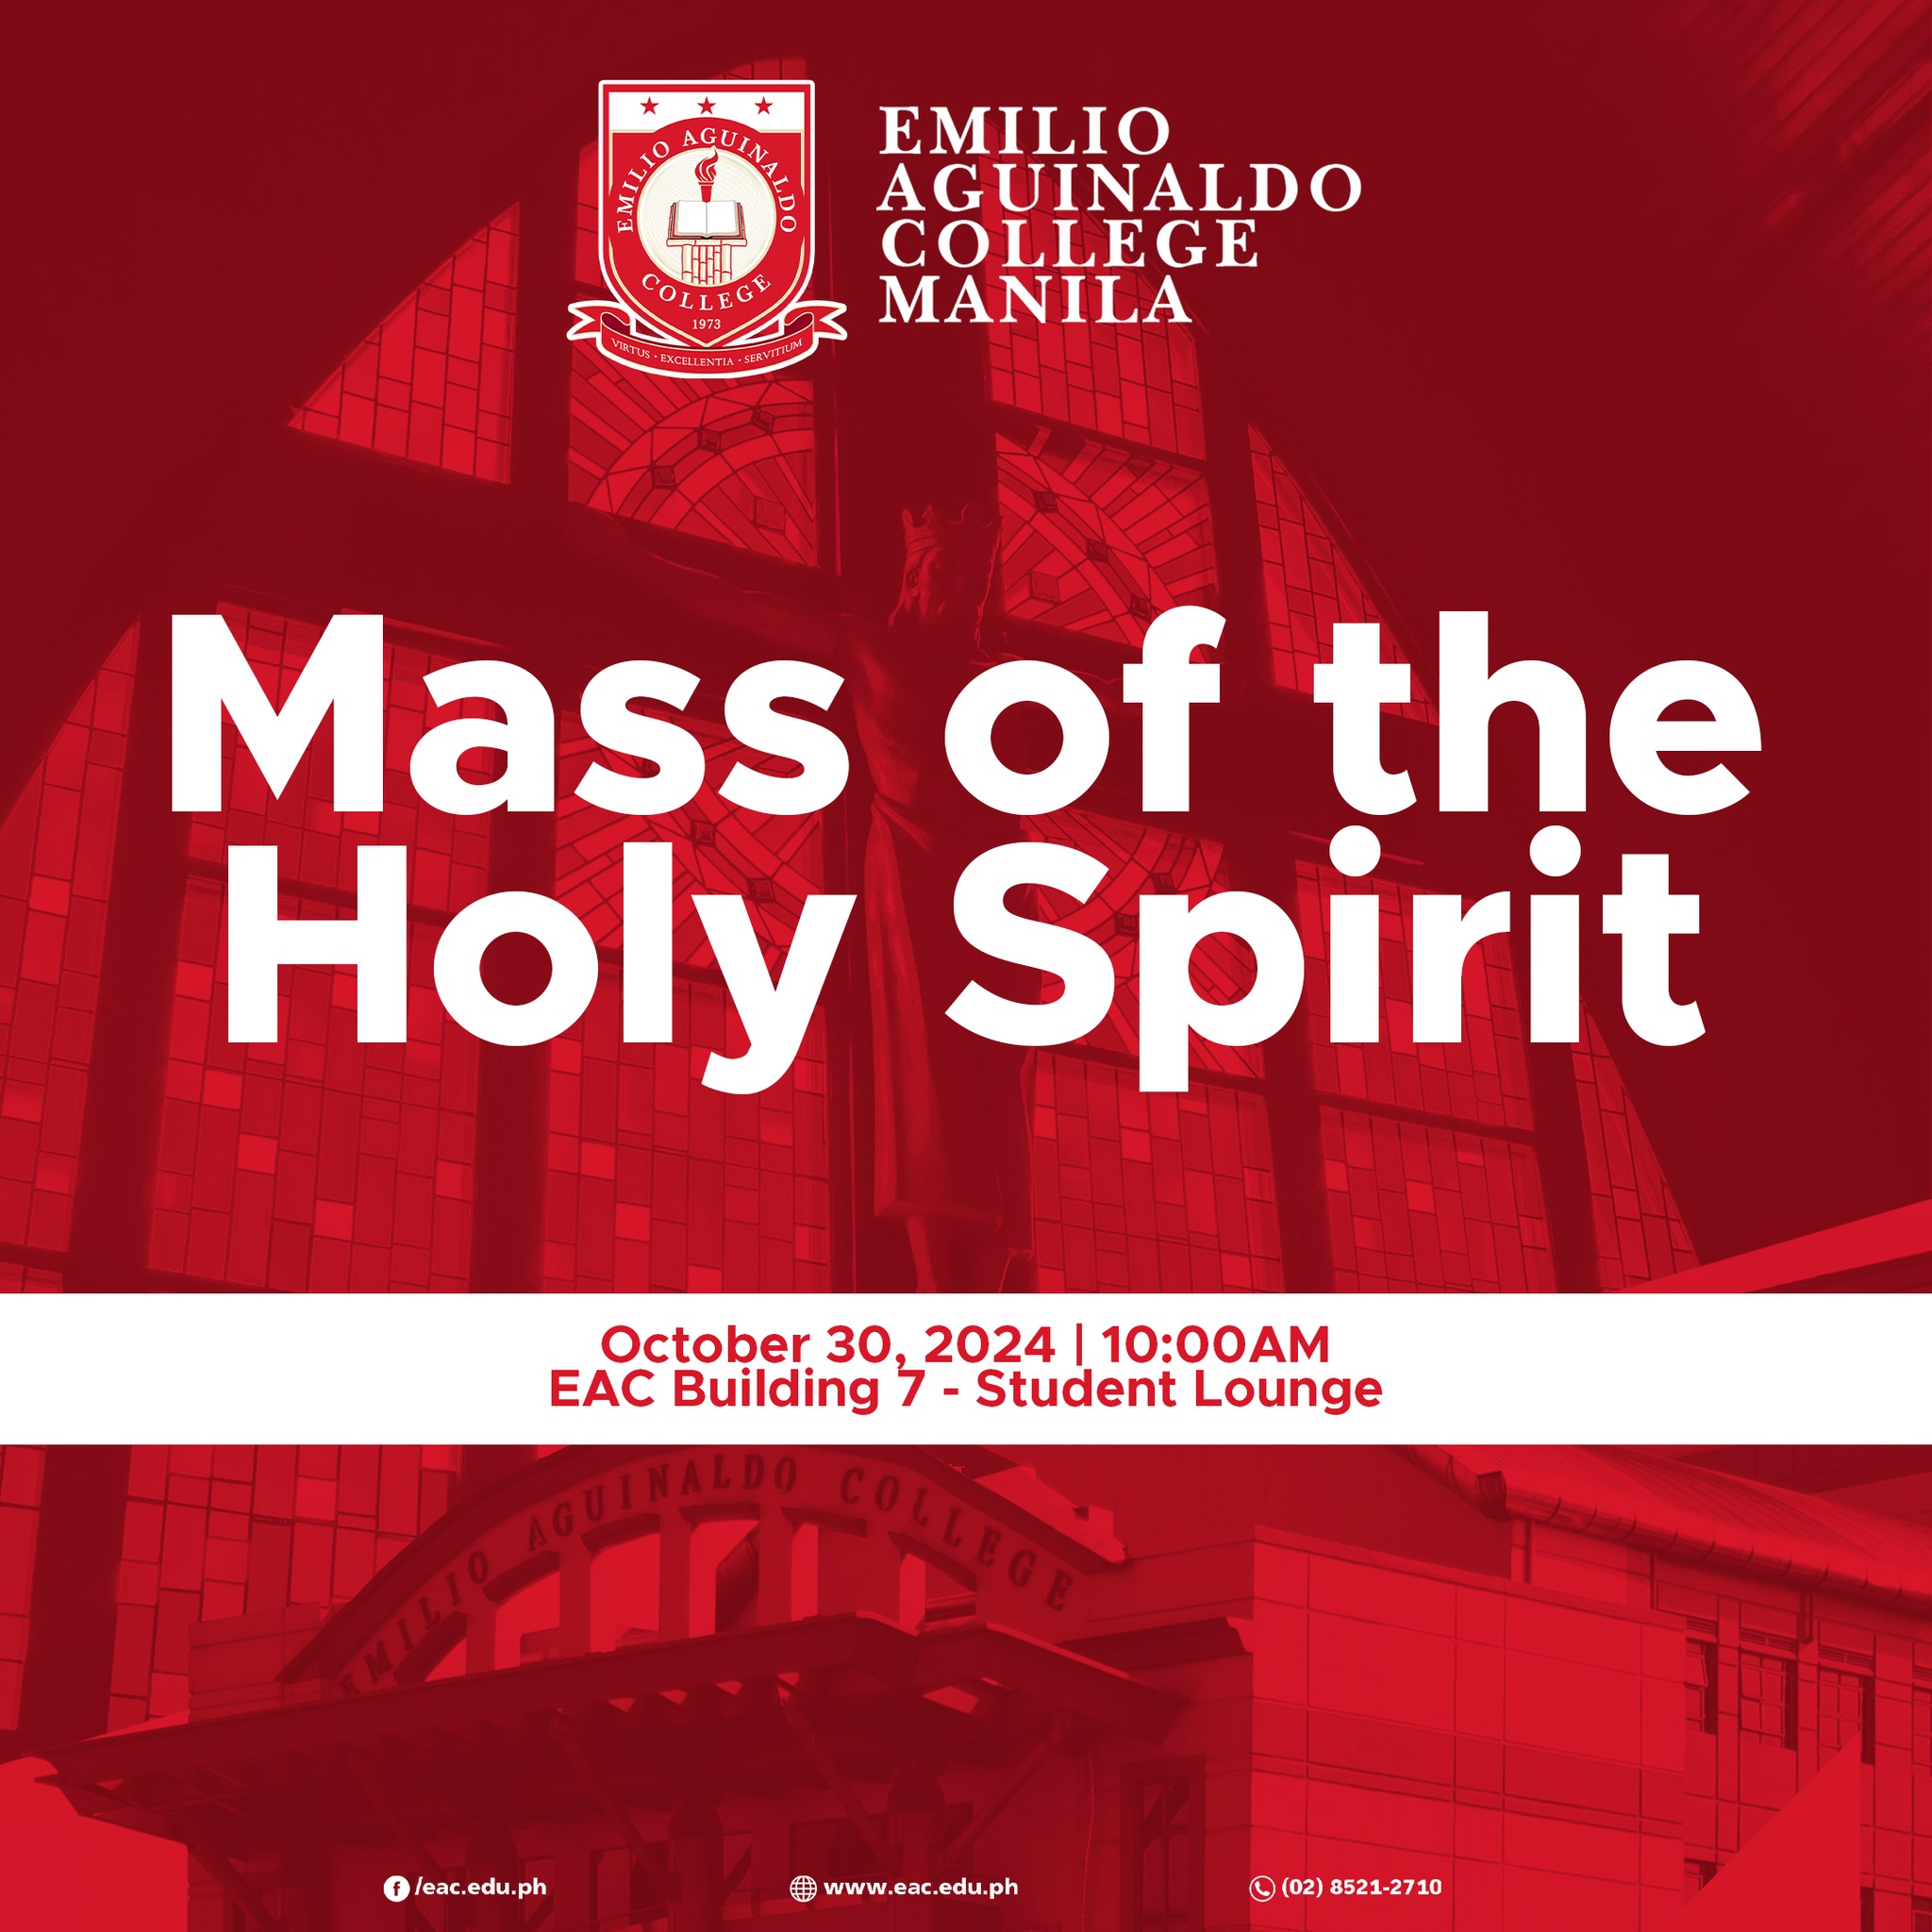 EMILIO AGUINALDO
COLLEGE
1973
VIRTUS • EXCELLENTIA • SERVITIUM
EMILIO
AGUINALDO
COLLEGE
MANILA
Mass of the
Holy Spirit
October 30, 2024 | 10:00AM
EAC Building 7 - Student Lounge
EMILIO AGUINALDO COLLEGE
/eac.edu.ph
www.eac.edu.ph
(02) 8521-2710